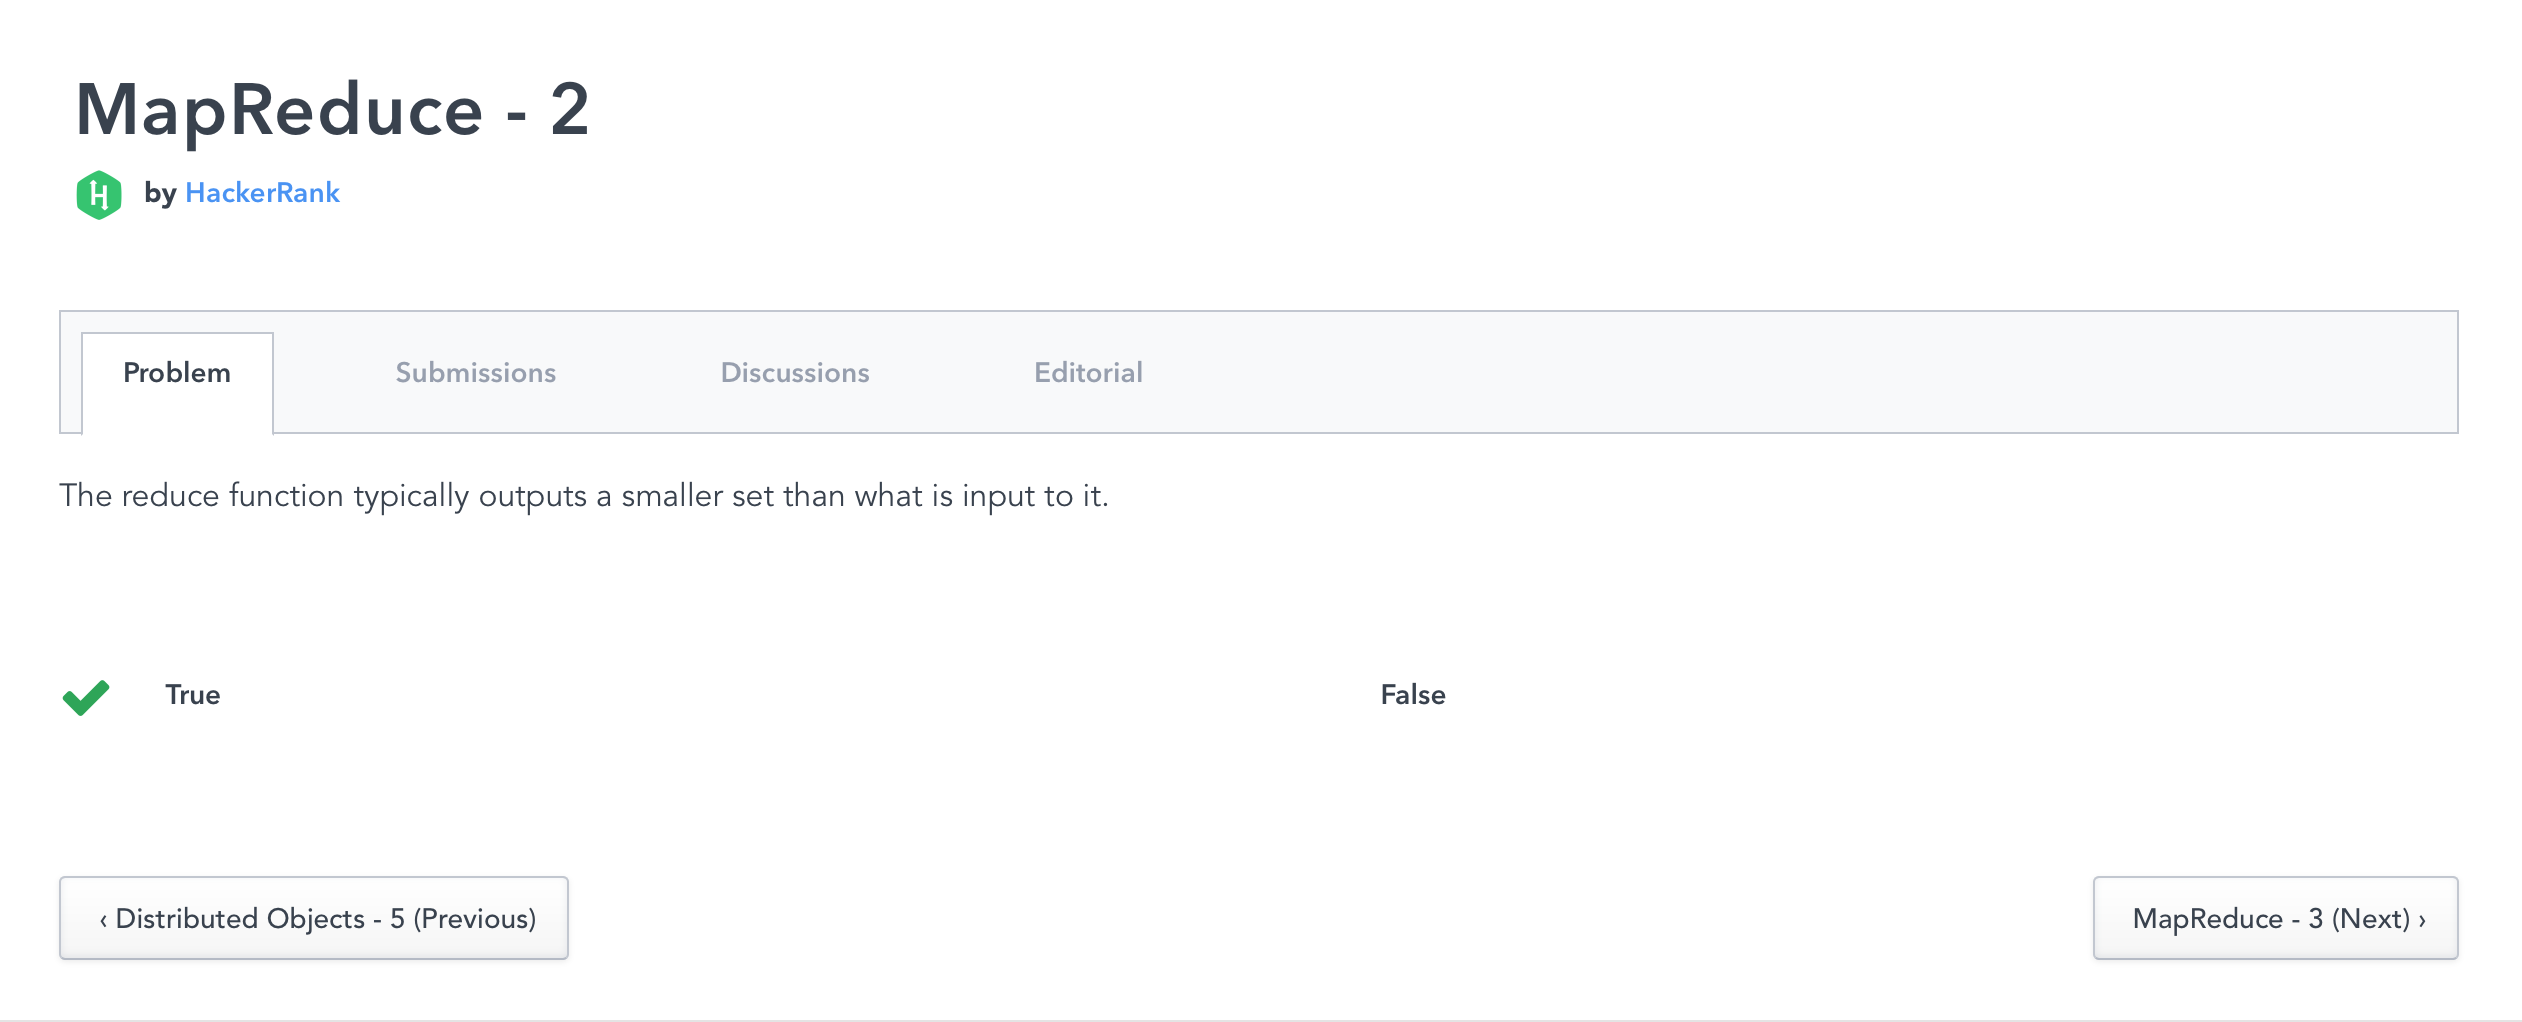 MapReduce - 2
by HackerRank
Problem Submissions Discussions Editorial
The reduce function typically outputs a smaller set than what is input to it.
True False
‹ Distributed Objects - 5 (Previous) MapReduce - 3 (Next) ›